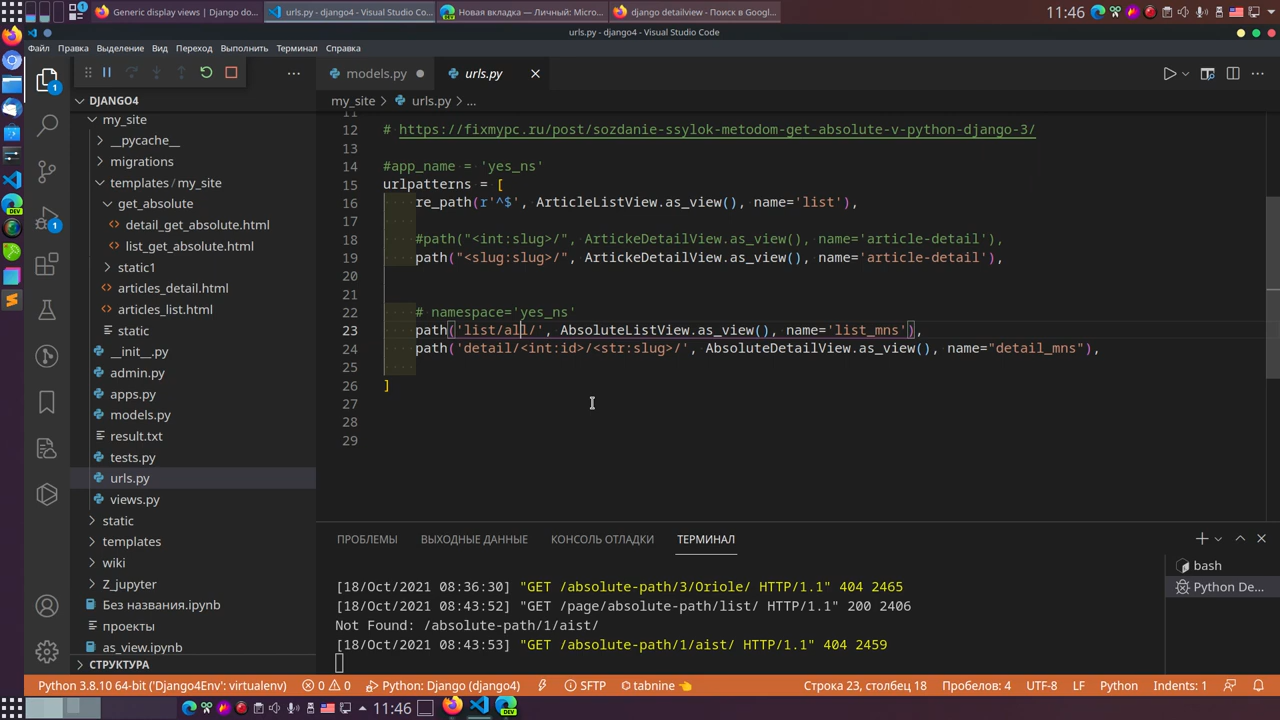 Generic display views | Django do...
urls.py - django4 - Visual Studio Cod...
Новая вкладка — Личный: Micros...
django detailview - Поиск в Googl...
11:46
urls.py - django4 - Visual Studio Code
Файл Правка Выделение Вид Переход Выполнить Терминал Справка
models.py
urls.py
DJANGO4
my_site > urls.py > ...
my_site
__pycache__
migrations
templates / my_site
get_absolute
detail_get_absolute.html
list_get_absolute.html
static1
articles_detail.html
articles_list.html
static
__init__.py
admin.py
apps.py
models.py
result.txt
tests.py
urls.py
views.py
static
templates
wiki
Z_jupyter
Без названия.ipynb
проекты
as_view.ipynb
СТРУКТУРА
11
12 # https://fixmypc.ru/post/sozdanie-ssylok-metodom-get-absolute-v-python-django-3/
13
14 #app_name = 'yes_ns'
15 urlpatterns = [
16 re_path(r'^$', ArticleListView.as_view(), name='list'),
17
18 #path("<int:slug>/", ArtickeDetailView.as_view(), name='article-detail'),
19 path("<slug:slug>/", ArtickeDetailView.as_view(), name='article-detail'),
20
21
22 # namespace='yes_ns'
23 path('list/all/', AbsoluteListView.as_view(), name='list_mns'),
24 path('detail/<int:id>/<str:slug>/', AbsoluteDetailView.as_view(), name="detail_mns"),
25
26 ]
27
28
29
ПРОБЛЕМЫ ВЫХОДНЫЕ ДАННЫЕ КОНСОЛЬ ОТЛАДКИ ТЕРМИНАЛ
[18/Oct/2021 08:36:30] "GET /absolute-path/3/Oriole/ HTTP/1.1" 404 2465
[18/Oct/2021 08:43:52] "GET /page/absolute-path/list/ HTTP/1.1" 200 2406
Not Found: /absolute-path/1/aist/
[18/Oct/2021 08:43:53] "GET /absolute-path/1/aist/ HTTP/1.1" 404 2459
bash
Python De...
Python 3.8.10 64-bit ('Django4Env': virtualenv) 0 0 Python: Django (django4) SFTP tabnine Строка 23, столбец 18 Пробелов: 4 UTF-8 LF Python Indents: 1
11:46